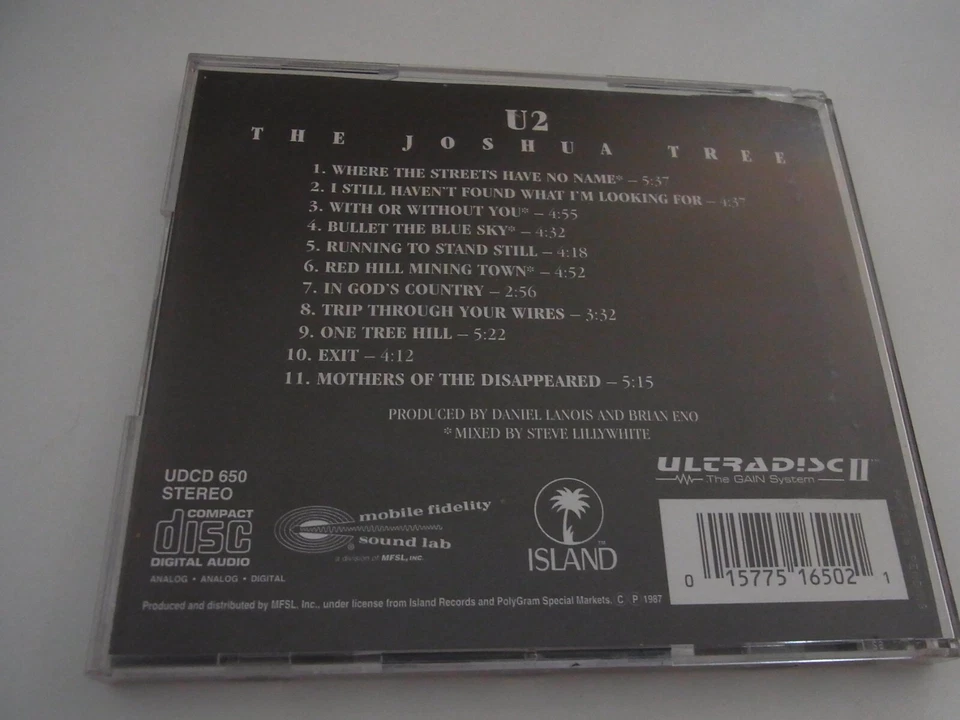 U2
THE JOSHUA TREE
1. WHERE THE STREETS HAVE NO NAME* – 5:37
2. I STILL HAVEN'T FOUND WHAT I'M LOOKING FOR – 4:37
3. WITH OR WITHOUT YOU* – 4:55
4. BULLET THE BLUE SKY* – 4:32
5. RUNNING TO STAND STILL – 4:18
6. RED HILL MINING TOWN* – 4:52
7. IN GOD'S COUNTRY – 2:56
8. TRIP THROUGH YOUR WIRES – 3:32
9. ONE TREE HILL – 5:22
10. EXIT – 4:12
11. MOTHERS OF THE DISAPPEARED – 5:15
PRODUCED BY DANIEL LANOIS AND BRIAN ENO
*MIXED BY STEVE LILLYWHITE
ULTRADISC II
The GAIN System
UDCD 650
STEREO
COMPACT
disc
DIGITAL AUDIO
ANALOG • ANALOG • DIGITAL
mobile fidelity
sound lab
a division of MFSL, INC.
ISLAND
TM
0 15775 16502 1
Produced and distributed by MFSL, Inc., under license from Island Records and PolyGram Special Markets. C P 1987